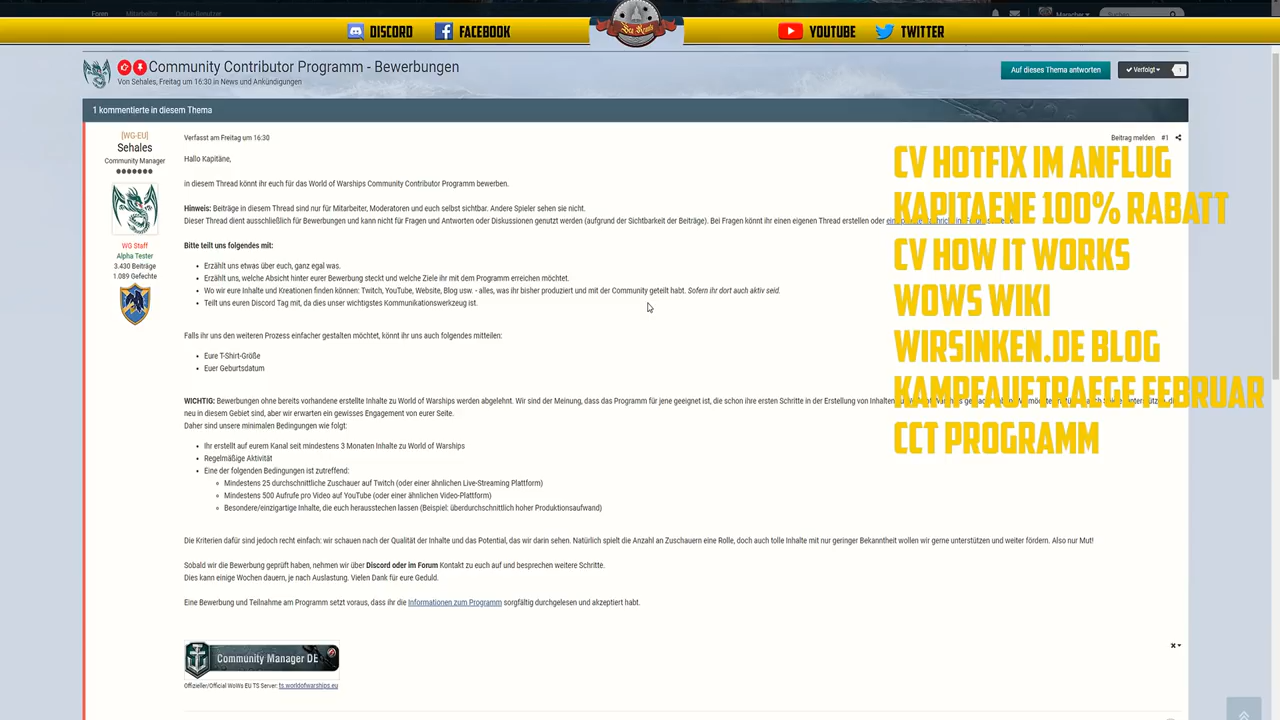 Foren Mitarbeiter Online-Benutzer
DISCORD FACEBOOK YOUTUBE TWITTER
Community Contributor Programm - Bewerbungen
Von Sehales, Freitag um 16:30 in News und Ankündigungen
Auf dieses Thema antworten
Verfolgt 1
1 kommentierte in diesem Thema
[WG-EU]
Sehales
Community Manager
WG Staff
Alpha Tester
3.430 Beiträge
1.089 Gefechte
Verfasst am Freitag um 16:30
Beitrag melden #1
Hallo Kapitäne,
in diesem Thread könnt ihr euch für das World of Warships Community Contributor Programm bewerben.
Hinweis: Beiträge in diesem Thread sind nur für Mitarbeiter, Moderatoren und euch selbst sichtbar. Andere Spieler sehen sie nicht.
Dieser Thread dient ausschließlich für Bewerbungen und kann nicht für Fragen und Antworten oder Diskussionen genutzt werden (aufgrund der Sichtbarkeit der Beiträge). Bei Fragen könnt ihr einen eigenen Thread erstellen oder
Bitte teilt uns folgendes mit:
Erzählt uns etwas über euch, ganz egal was.
Erzählt uns, welche Absicht hinter eurer Bewerbung steckt und welche Ziele ihr mit dem Programm erreichen möchtet.
Wo wir eure Inhalte und Kreationen finden können: Twitch, YouTube, Website, Blog usw. - alles, was ihr bisher produziert und mit der Community geteilt habt. Sofern ihr dort auch aktiv seid.
Teilt uns euren Discord Tag mit, da dies unser wichtigstes Kommunikationswerkzeug ist.
Falls ihr uns den weiteren Prozess einfacher gestalten möchtet, könnt ihr uns auch folgendes mitteilen:
Eure T-Shirt-Größe
Euer Geburtsdatum
WICHTIG: Bewerbungen ohne bereits vorhandene erstellte Inhalte zu World of Warships werden abgelehnt. Wir sind der Meinung, dass das Programm für jene geeignet ist, die schon ihre ersten Schritte in der Erstellung von Inhalten
neu in diesem Gebiet sind, aber wir erwarten ein gewisses Engagement von eurer Seite.
Daher sind unsere minimalen Bedingungen wie folgt:
Ihr erstellt auf eurem Kanal seit mindestens 3 Monaten Inhalte zu World of Warships
Regelmäßige Aktivität
Eine der folgenden Bedingungen ist zutreffend:
Mindestens 25 durchschnittliche Zuschauer auf Twitch (oder einer ähnlichen Live-Streaming Plattform)
Mindestens 500 Aufrufe pro Video auf YouTube (oder einer ähnlichen Video-Plattform)
Besondere/einzigartige Inhalte, die euch herausstechen lassen (Beispiel: überdurchschnittlich hoher Produktionsaufwand)
Die Kriterien dafür sind jedoch recht einfach: wir schauen nach der Qualität der Inhalte und das Potential, das wir darin sehen. Natürlich spielt die Anzahl an Zuschauern eine Rolle, doch auch tolle Inhalte mit nur geringer Bekanntheit wollen wir gerne unterstützen und weiter fördern. Also nur Mut!
Sobald wir die Bewerbung geprüft haben, nehmen wir über Discord oder im Forum Kontakt zu euch auf und besprechen weitere Schritte.
Dies kann einige Wochen dauern, je nach Auslastung. Vielen Dank für eure Geduld.
Eine Bewerbung und Teilnahme am Programm setzt voraus, dass ihr die Informationen zum Programm sorgfältig durchgelesen und akzeptiert habt.
Community Manager DE
Offizieller/Official WoWs EU TS Server: ts.worldofwarships.eu
CV HOTFIX IM ANFLUG
KAPITAENE 100% RABATT
CV HOW IT WORKS
WOWS WIKI
WIRSINKEN.DE BLOG
KAMPFAUFTRAEGE FEBRUAR
CCT PROGRAMM